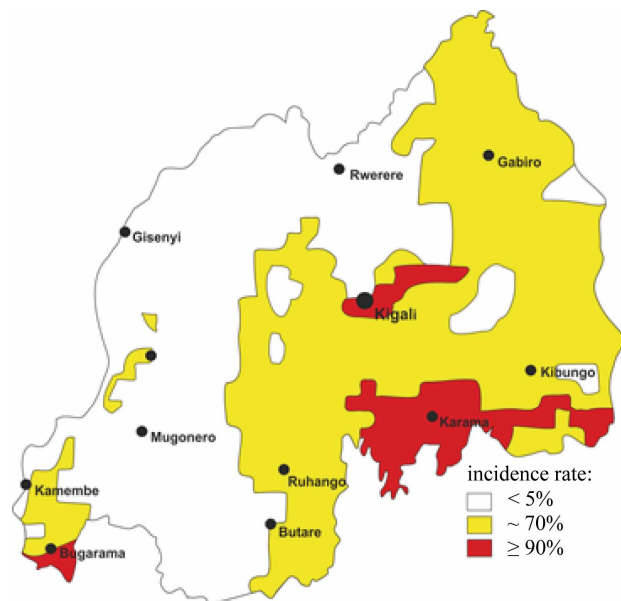 Rwerere
Gabiro
Gisenyi
Kigali
Kibungo
Karama
Mugonero
Ruhango
Kamembe
Butare
Bugarama
incidence rate:
< 5%
~ 70%
≥ 90%